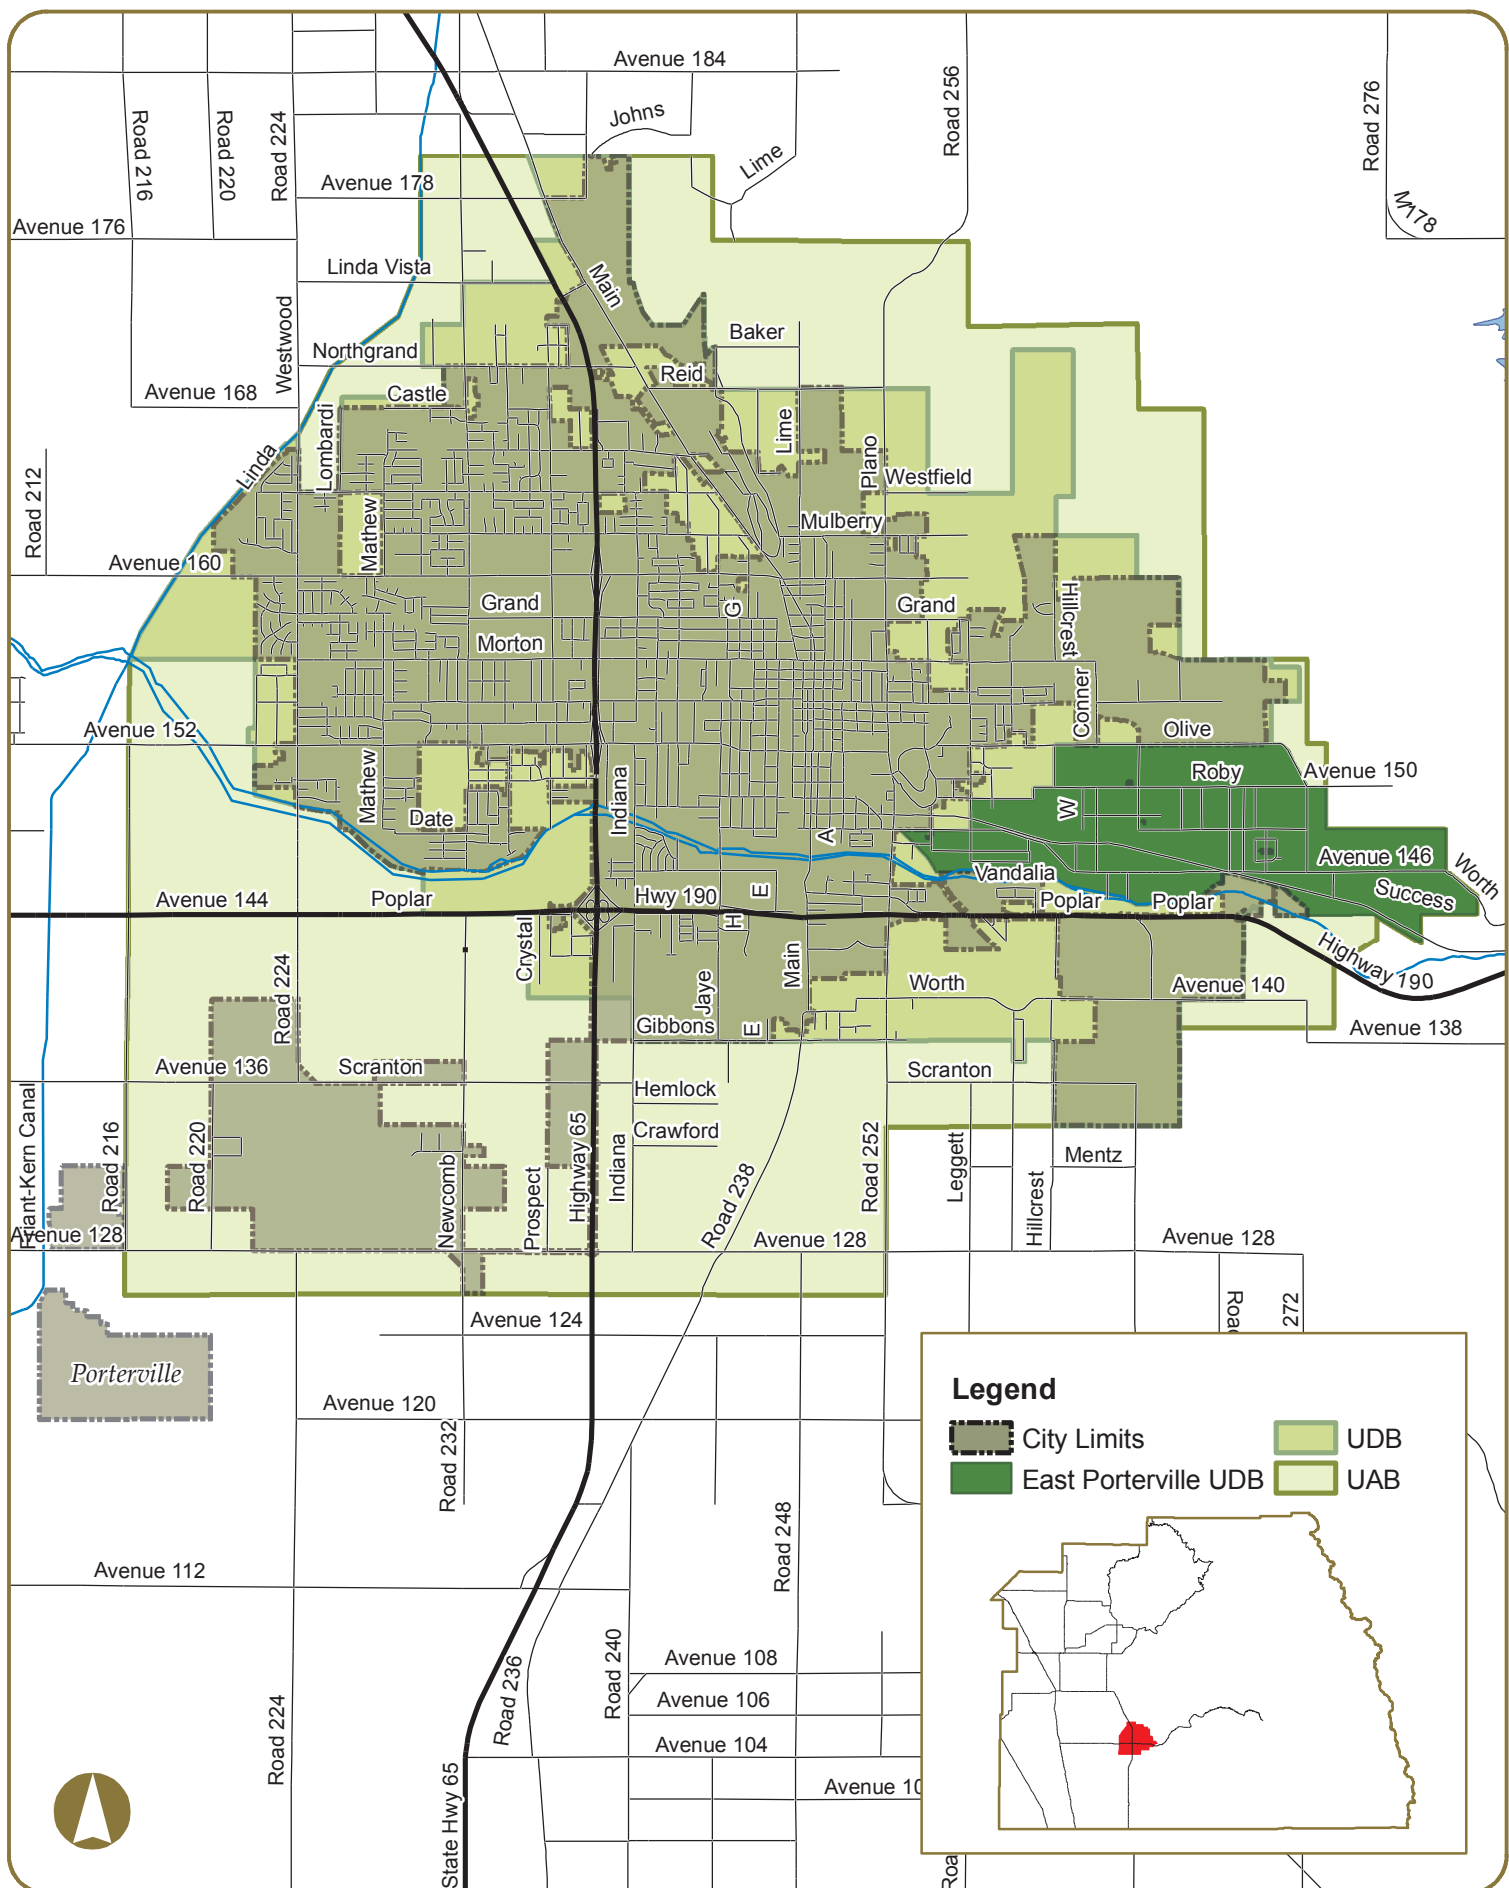 Avenue 184
Johns
Road 256
Road 276
Road 216
Road 220
Road 224
Lime
Avenue 178
M178
Avenue 176
Linda Vista
Main
Westwood
Baker
Northgrand
Reid
Avenue 168
Castle
Lombardi
Lime
Plano
Linda
Westfield
Road 212
Mathew
Mulberry
Avenue 160
Grand
G
Grand
Hillcrest
Morton
Conner
Avenue 152
Olive
Mathew
Indiana
Roby
Avenue 150
W
Date
A
Avenue 146
Worth
Vandalia
Success
Avenue 144
Poplar
Hwy 190
E
H
Poplar
Poplar
Crystal
Highway 190
Road 224
Jaye
Main
Worth
Avenue 140
Gibbons
E
Avenue 138
Avenue 136
Scranton
Scranton
Hemlock
Friant-Kern Canal
Road 216
Road 220
Highway 65
Crawford
Indiana
Road 252
Leggett
Mentz
Newcomb
Prospect
Road 238
Hillcrest
Avenue 128
Avenue 128
Avenue 128
Avenue 124
272
Porterville
Avenue 120
Road 232
Legend
City Limits
UDB
East Porterville UDB
UAB
Road 248
Avenue 112
Road 240
Road 236
Avenue 108
Avenue 106
Road 224
Avenue 104
State Hwy 65
Avenue 10
Roa